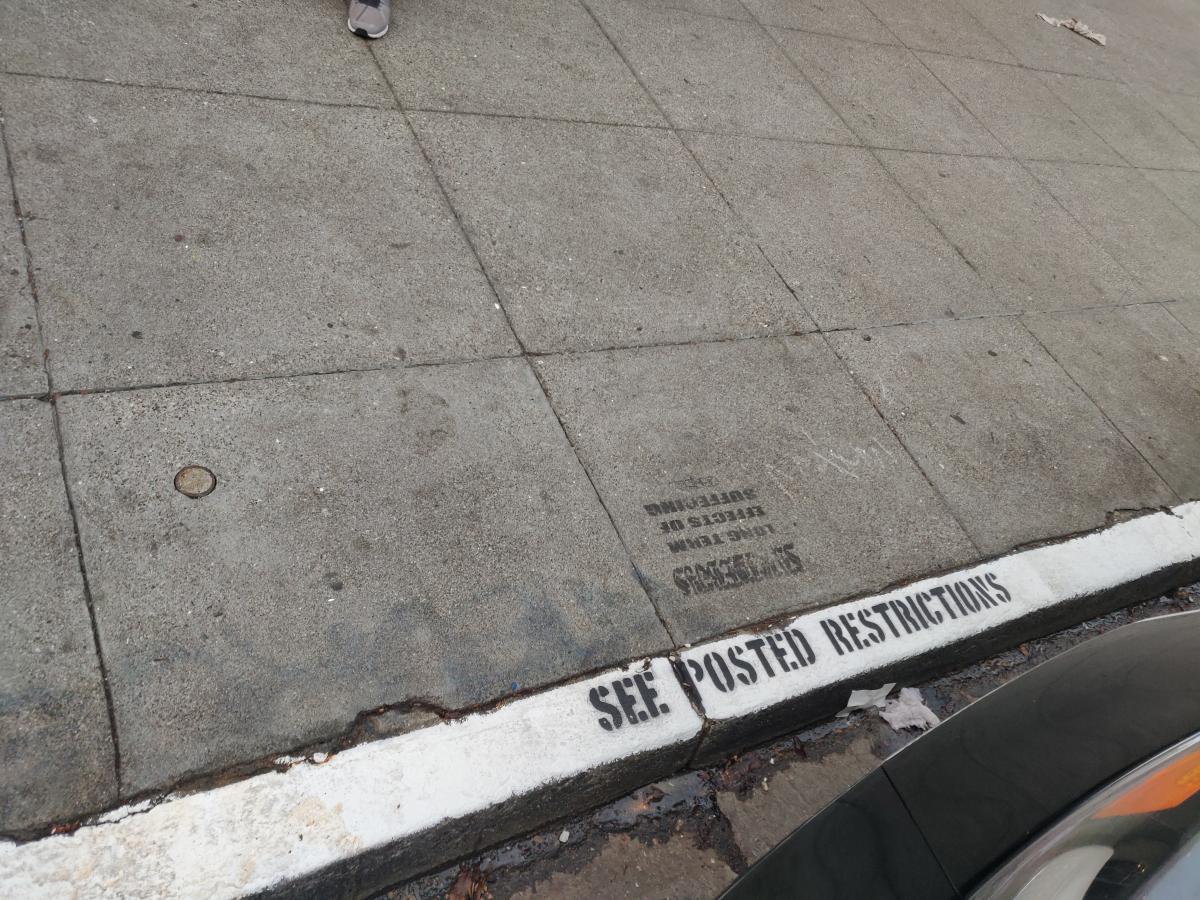 LONG TERM
EFFECTS OF
SUFFERING
SEE POSTED RESTRICTIONS